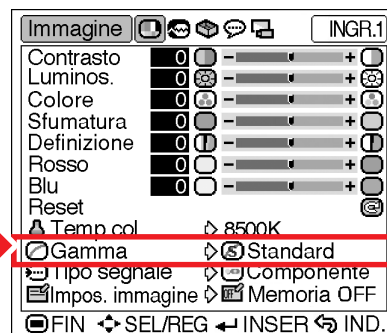 Immagine INGR.1
Contrasto 0 - +
Luminos. 0 - +
Colore 0 - +
Sfumatura 0 - +
Definizione 0 - +
Rosso 0 - +
Blu 0 - +
Reset
Temp col 8500K
Gamma S Standard
Tipo segnale Componente
Impos. immagine OFF Memoria OFF
FIN SEL/REG INSER IND.